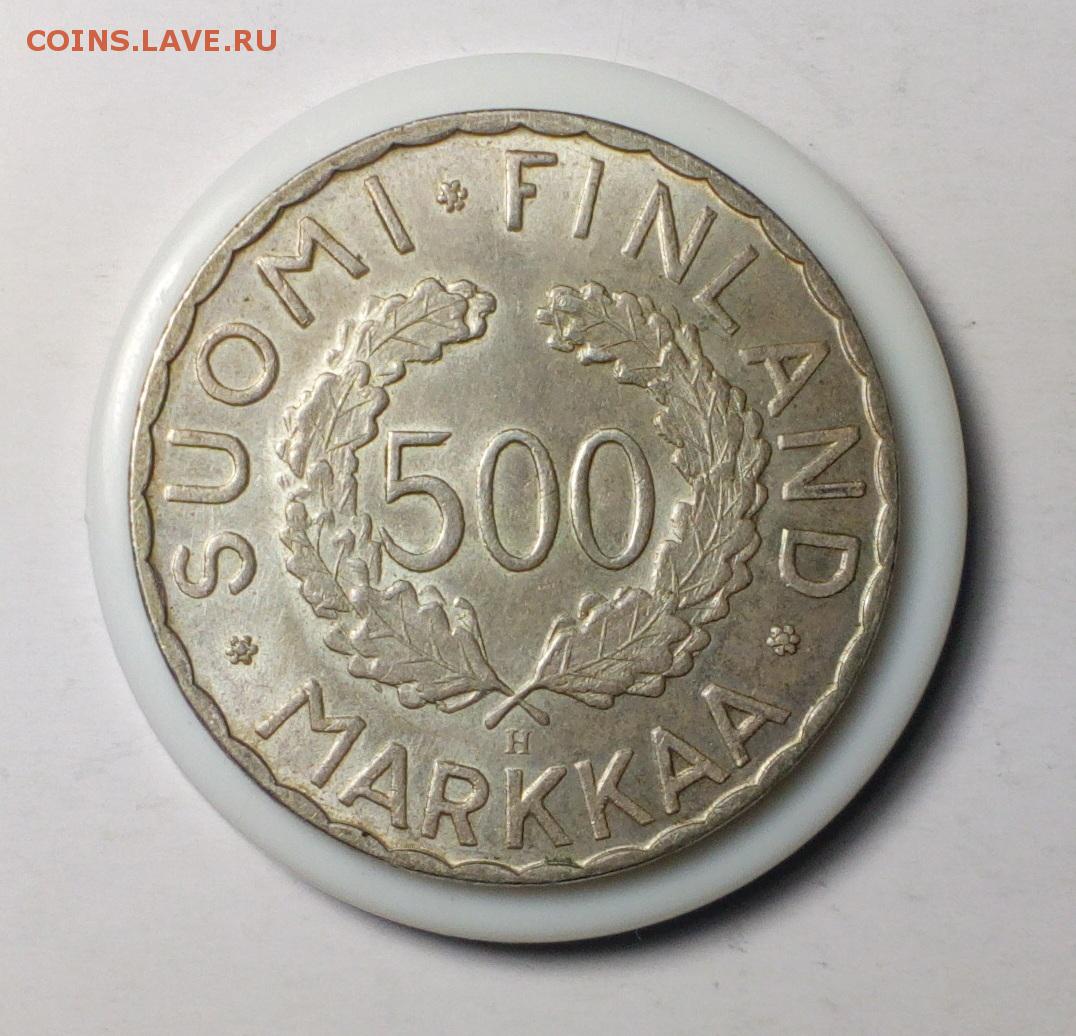 COINS.LAVE.RU
SUOMI * FINLAND
500
H
* MARKKAA *